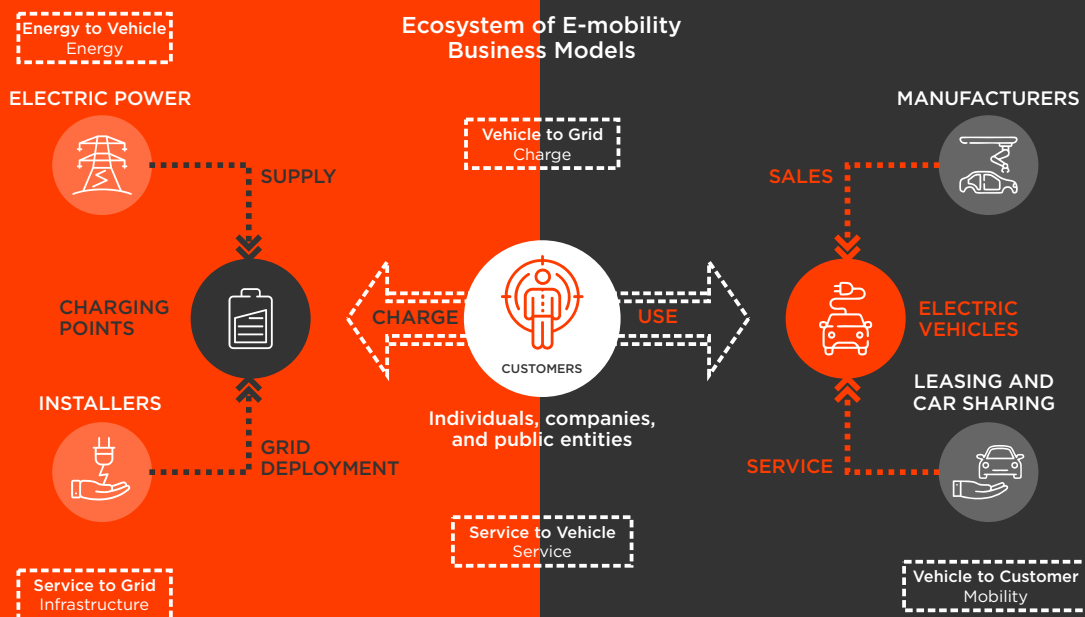 Energy to Vehicle
Energy
Ecosystem of E-mobility
Business Models
ELECTRIC POWER
MANUFACTURERS
Vehicle to Grid
Charge
SUPPLY
SALES
CHARGING
POINTS
CHARGE
USE
ELECTRIC
VEHICLES
CUSTOMERS
INSTALLERS
LEASING AND
CAR SHARING
Individuals, companies,
and public entities
GRID
DEPLOYMENT
SERVICE
Service to Vehicle
Service
Service to Grid
Infrastructure
Vehicle to Customer
Mobility